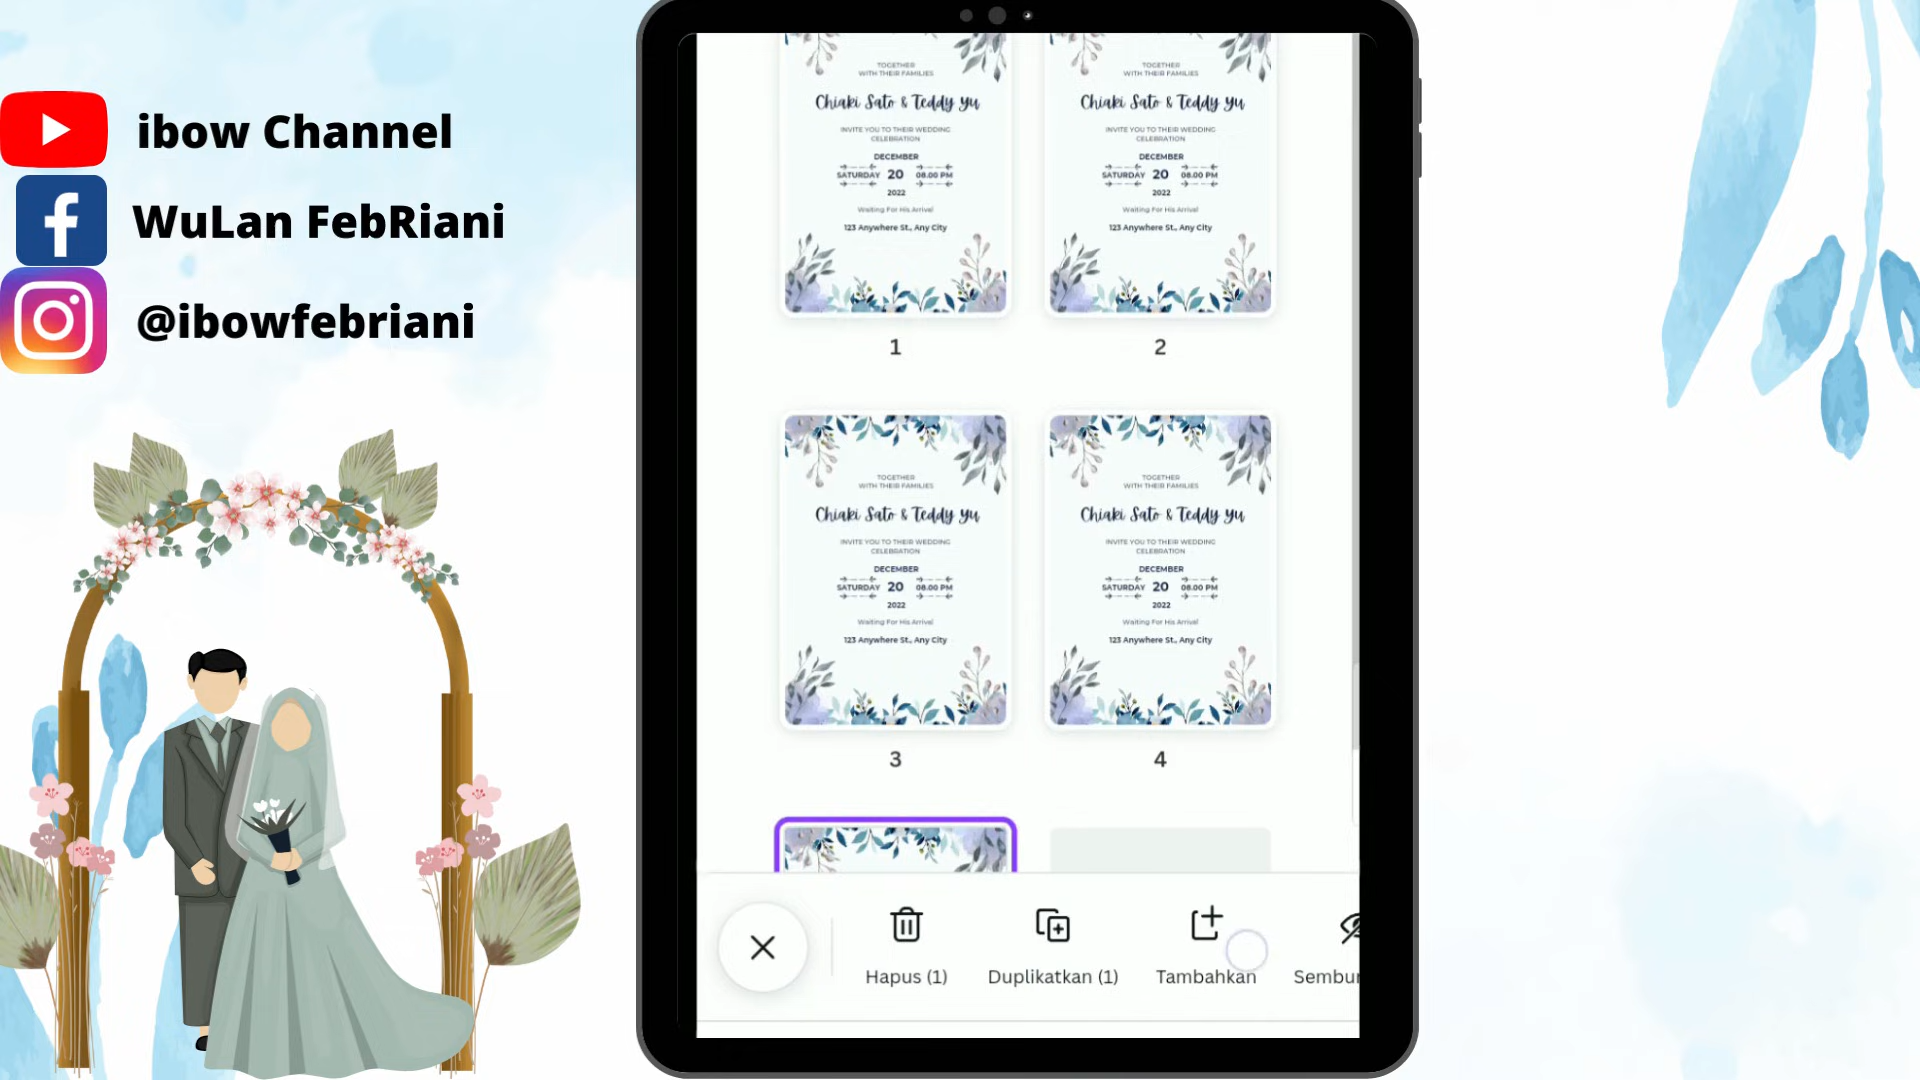 ibow Channel
WuLan FebRiani
@ibowfebriani
TOGETHER
WITH THEIR FAMILIES
Chiaki Sato & Teddy Yu
INVITE YOU TO THEIR WEDDING
CELEBRATION
DECEMBER
SATURDAY 20 08.00 PM
2022
Waiting For His Arrival
123 Anywhere St., Any City
1
TOGETHER
WITH THEIR FAMILIES
Chiaki Sato & Teddy Yu
INVITE YOU TO THEIR WEDDING
CELEBRATION
DECEMBER
SATURDAY 20 08.00 PM
2022
Waiting For His Arrival
123 Anywhere St., Any City
2
TOGETHER
WITH THEIR FAMILIES
Chiaki Sato & Teddy Yu
INVITE YOU TO THEIR WEDDING
CELEBRATION
DECEMBER
SATURDAY 20 08.00 PM
2022
Waiting For His Arrival
123 Anywhere St., Any City
3
TOGETHER
WITH THEIR FAMILIES
Chiaki Sato & Teddy Yu
INVITE YOU TO THEIR WEDDING
CELEBRATION
DECEMBER
SATURDAY 20 08.00 PM
2022
Waiting For His Arrival
123 Anywhere St., Any City
4
Hapus (1)
Duplikatkan (1)
Tambahkan
Sembu